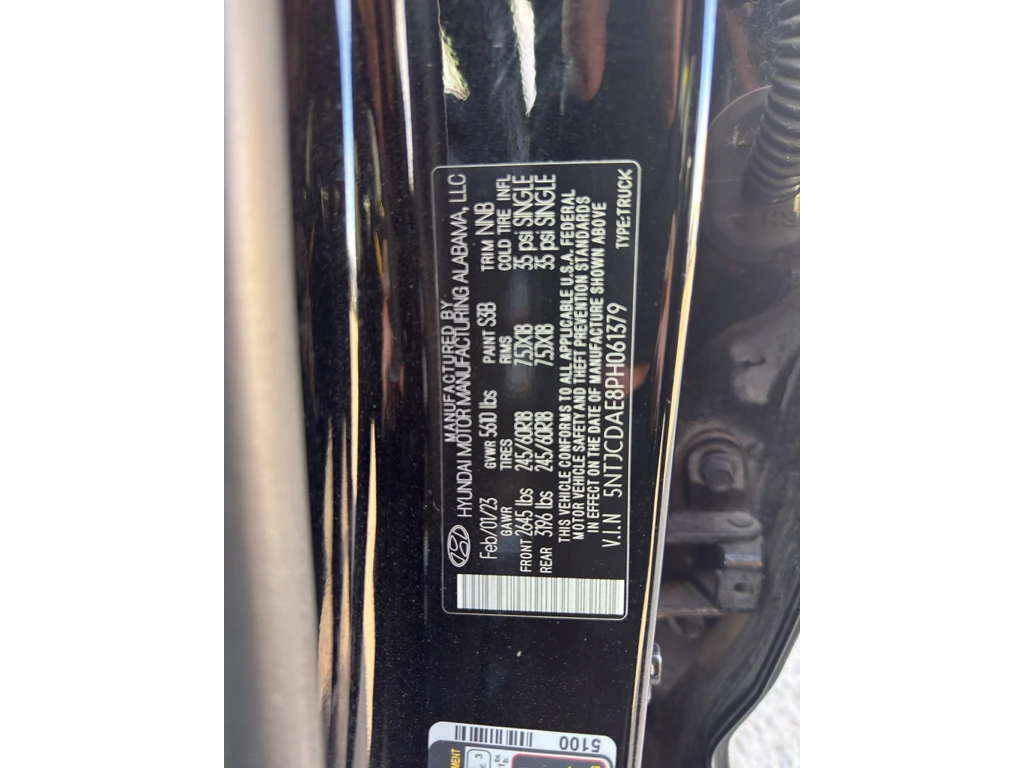 MANUFACTURED BY
HYUNDAI MOTOR MANUFACTURING ALABAMA, LLC
Feb/01/23 GVWR 5610 lbs PAINT S3B TRIM NNB
GAWR TIRES RIMS COLD TIRE INFL
FRONT 2645 lbs 245/60R18 7.5JX18 35 psi SINGLE
REAR 3196 lbs 245/60R18 7.5JX18 35 psi SINGLE
THIS VEHICLE CONFORMS TO ALL APPLICABLE U.S.A. FEDERAL
MOTOR VEHICLE SAFETY AND THEFT PREVENTION STANDARDS
IN EFFECT ON THE DATE OF MANUFACTURE SHOWN ABOVE
V.I.N 5NTJCDAE8PH061379 TYPE:TRUCK
5100
3